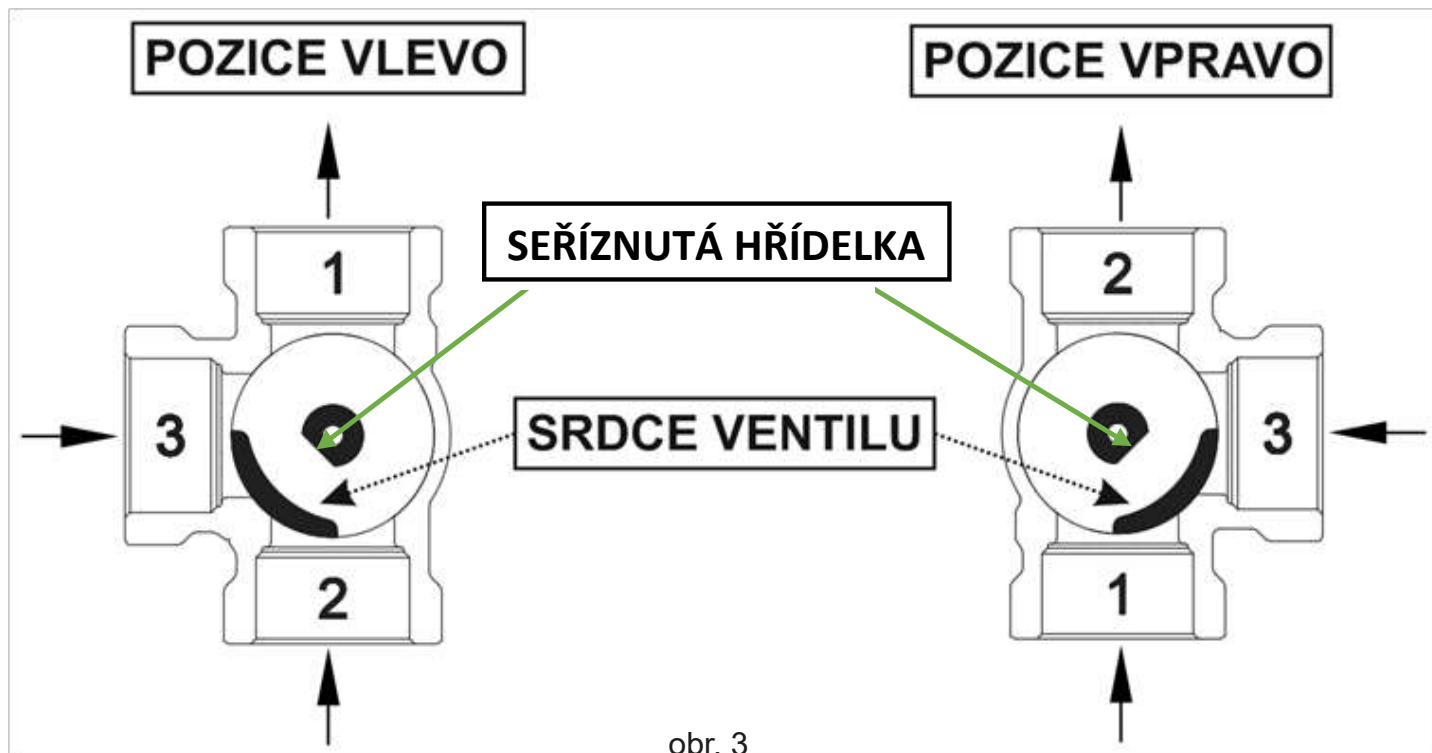 POZICE VLEVO
POZICE VPRAVO
1
2
SEŘÍZNUTÁ HŘÍDELKA
3
SRDCE VENTILU
3
2
1
obr. 3